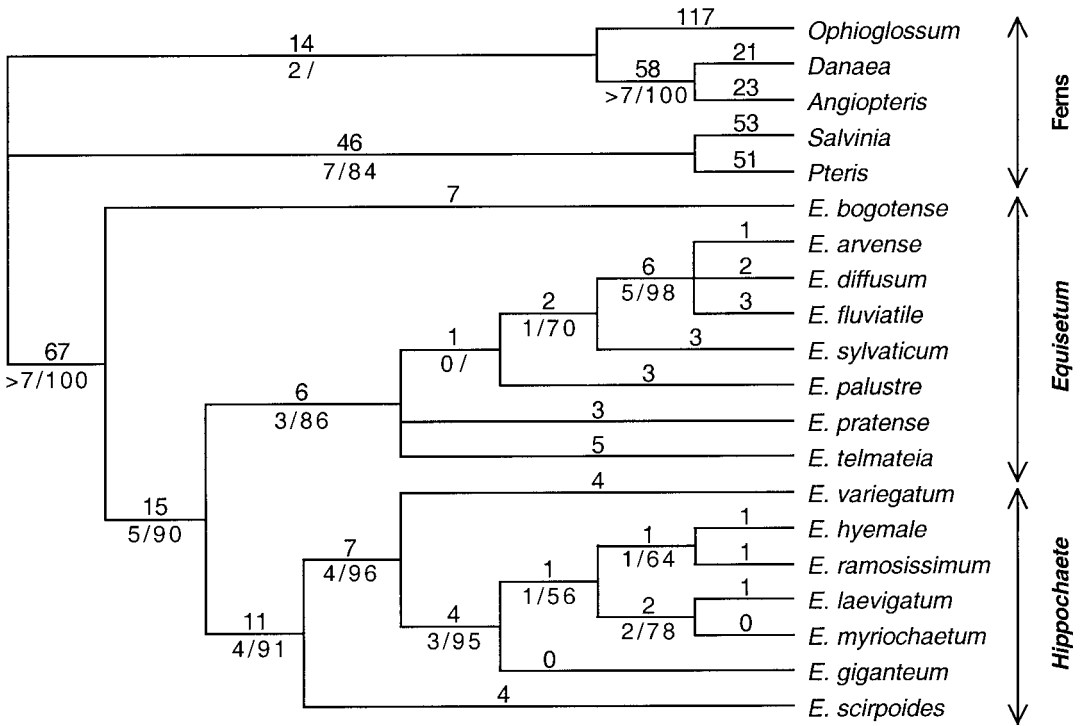 117 Ophioglossum
14
2 /
21 Danaea
58
>7/100
23 Angiopteris
53 Salvinia
46
7/84
51 Pteris
Ferns
7 E. bogotense
1 E. arvense
6
5/98
2 E. diffusum
3 E. fluviatile
2
1/70
3 E. sylvaticum
1
0 /
67
>7/100
3 E. palustre
6
3/86
3 E. pratense
5 E. telmateia
Equisetum
4 E. variegatum
15
5/90
1 E. hyemale
1
1/64
1 E. ramosissimum
7
4/96
1
1/56
1 E. laevigatum
2
2/78
0 E. myriochaetum
4
3/95
11
4/91
0 E. giganteum
4 E. scirpoides
Hippochaete